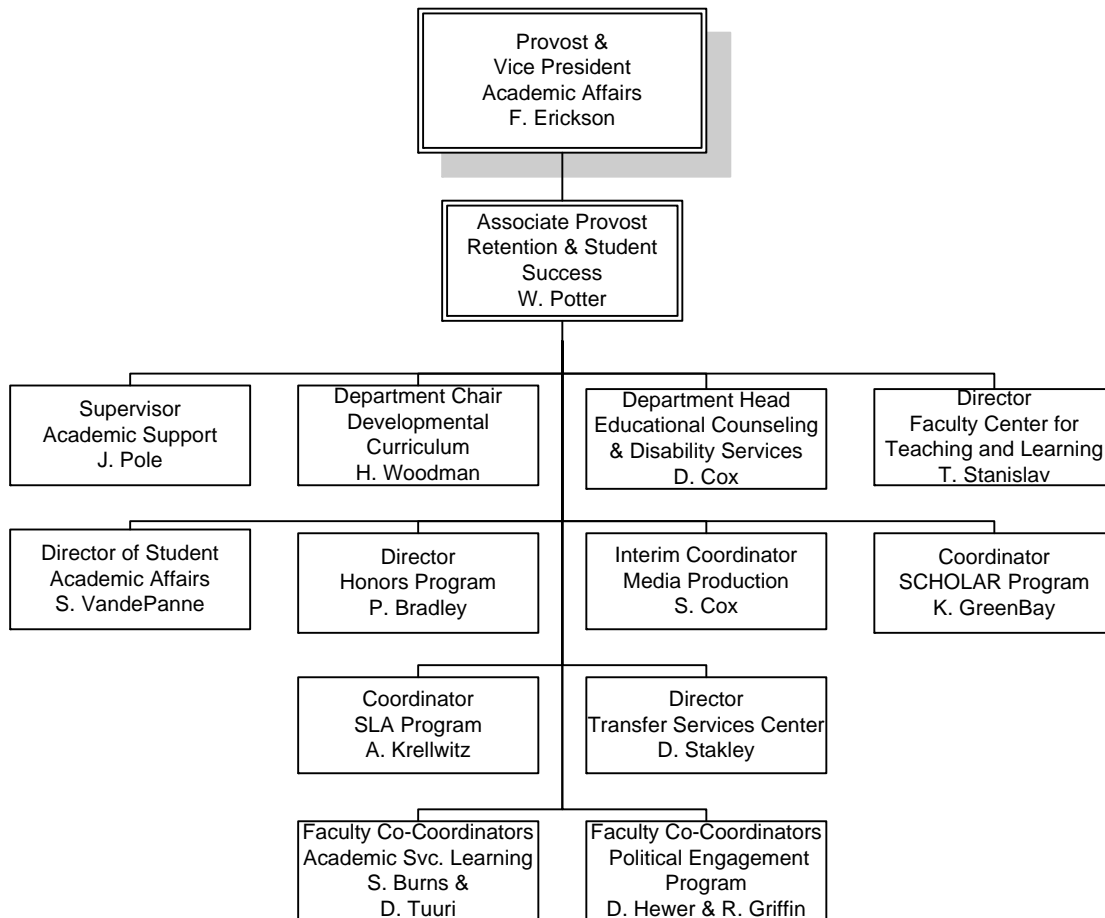 Provost &
Vice President
Academic Affairs
F. Erickson
Associate Provost
Retention & Student
Success
W. Potter
Supervisor
Academic Support
J. Pole
Department Chair
Developmental
Curriculum
H. Woodman
Department Head
Educational Counseling
& Disability Services
D. Cox
Director
Faculty Center for
Teaching and Learning
T. Stanislav
Director of Student
Academic Affairs
S. VandePanne
Director
Honors Program
P. Bradley
Interim Coordinator
Media Production
S. Cox
Coordinator
SCHOLAR Program
K. GreenBay
Coordinator
SLA Program
A. Krellwitz
Director
Transfer Services Center
D. Stakley
Faculty Co-Coordinators
Academic Svc. Learning
S. Burns &
D. Tuuri
Faculty Co-Coordinators
Political Engagement
Program
D. Hewer & R. Griffin